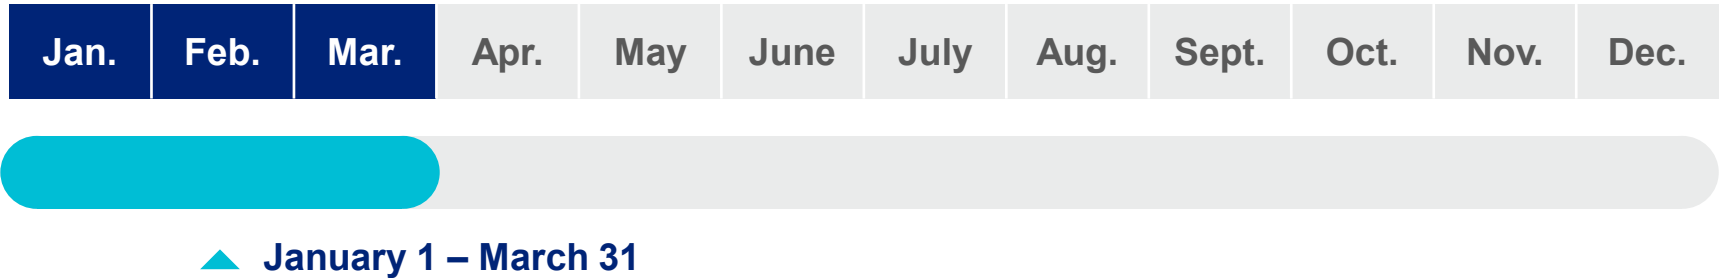 Jan. Feb. Mar. Apr. May June July Aug. Sept. Oct. Nov. Dec.
January 1 – March 31